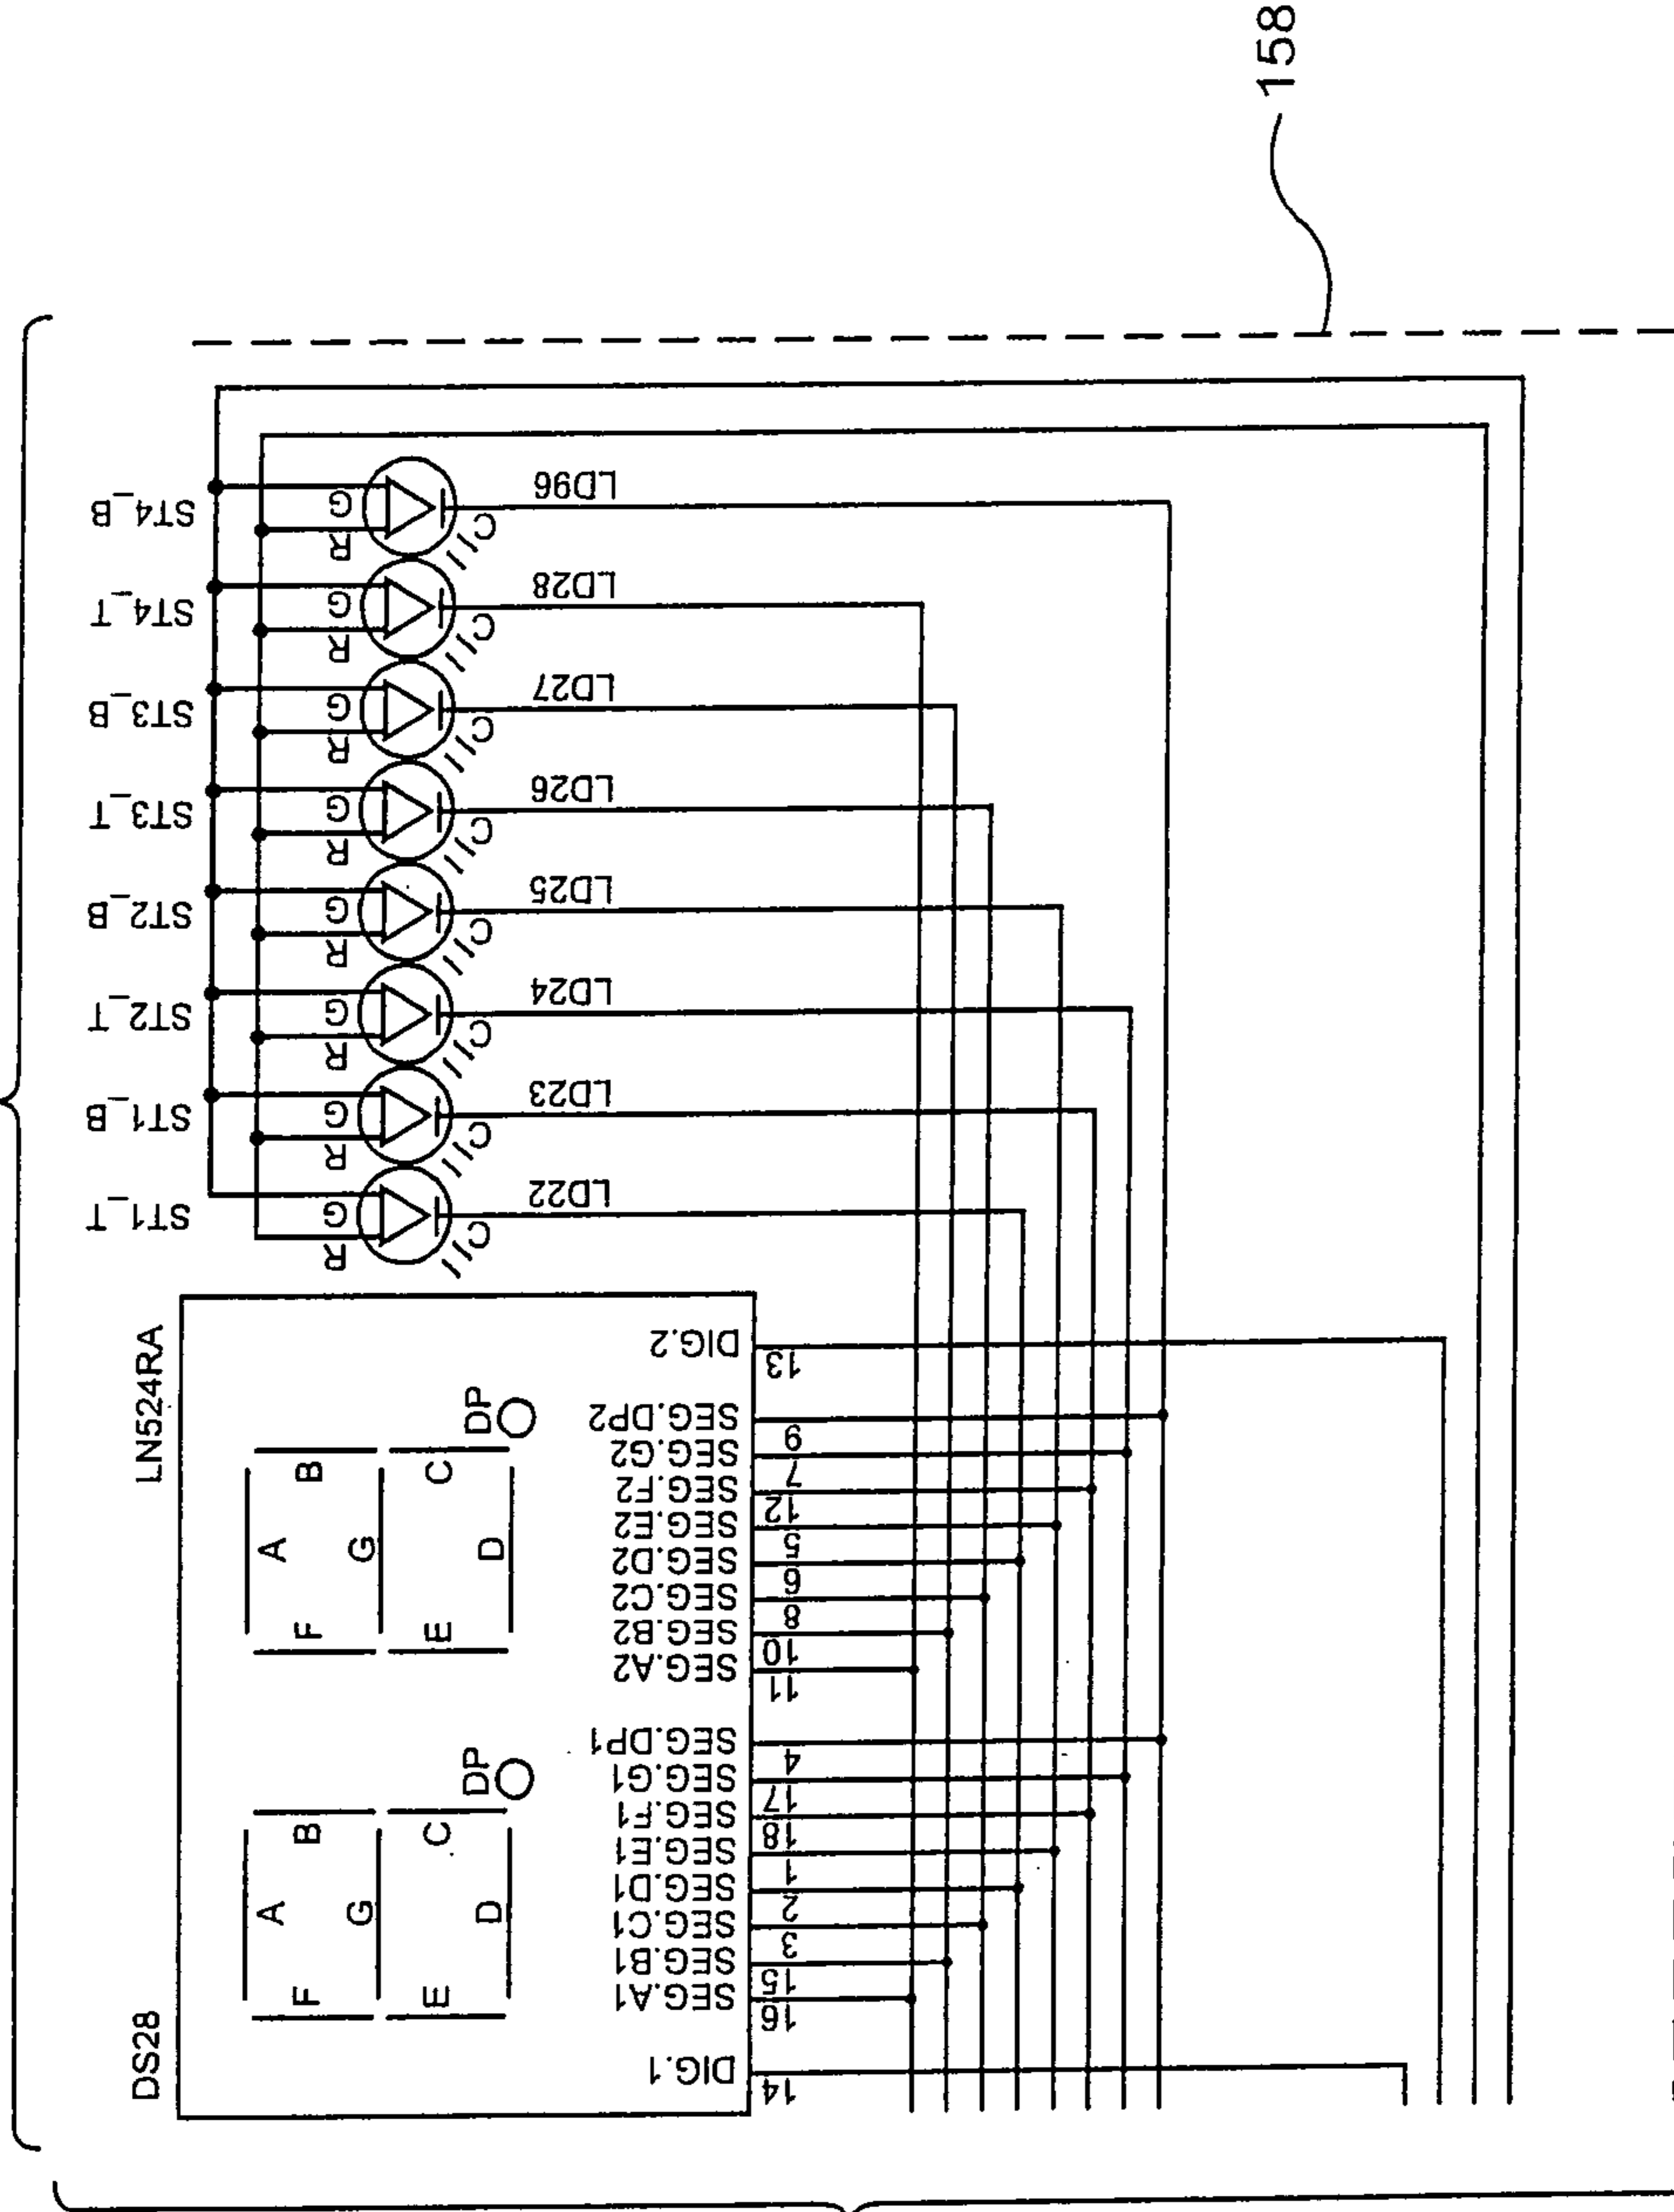 158
ST4_B
ST4_T
ST3_B
ST3_T
ST2_B
ST2_T
ST1_B
ST1_T
R G C LD96
R G C LD28
R G C LD27
R G C LD26
R G C LD25
R G C LD24
R G C LD23
R G C LD22
DS28
LN524RA
A
F B
G
E C
D DP
A
F B
G
E C
D DP
DIG.1 14
SEG.A1 16
SEG.B1 15
SEG.C1 3
SEG.D1 2
SEG.E1 1
SEG.F1 18
SEG.G1 17
SEG.DP1 4
SEG.A2 11
SEG.B2 10
SEG.C2 8
SEG.D2 6
SEG.E2 5
SEG.F2 12
SEG.G2 7
SEG.DP2 9
DIG.2 13